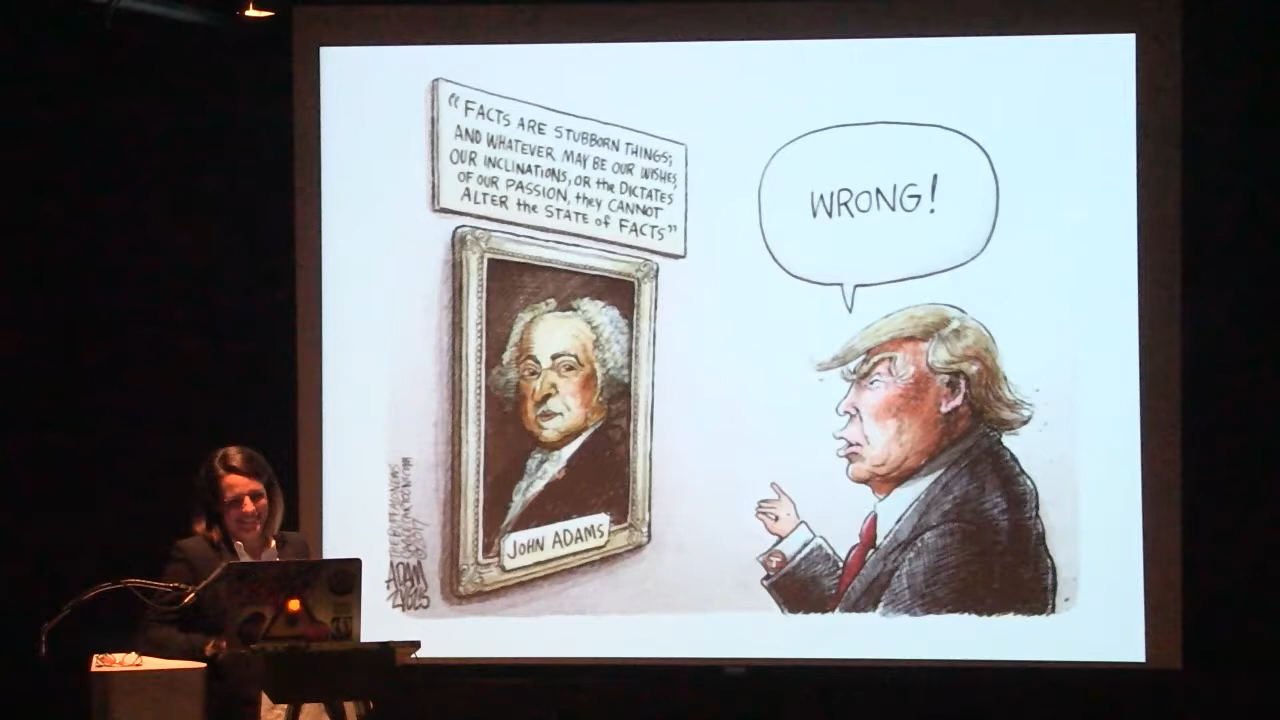 “FACTS ARE STUBBORN THINGS;
AND WHATEVER MAY BE OUR WISHES,
OUR INCLINATIONS, OR the DICTATES
OF OUR PASSION, they CANNOT
ALTER the STATE of FACTS”
WRONG!
JOHN ADAMS
ADAM
ZYGLIS
T